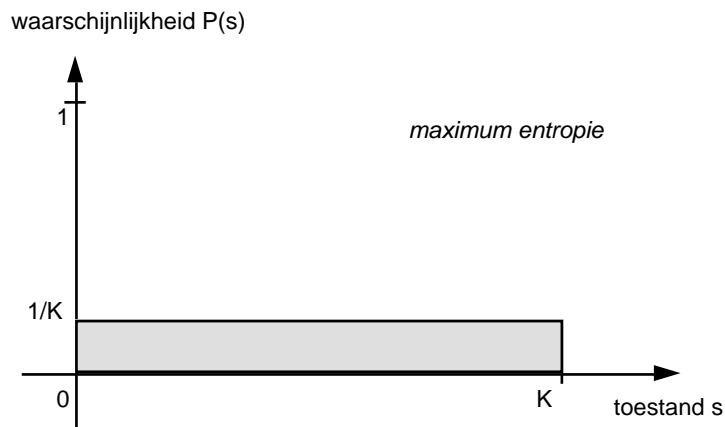 waarschijnlijkheid P(s)
1
maximum entropie
1/K
0
K
toestand s